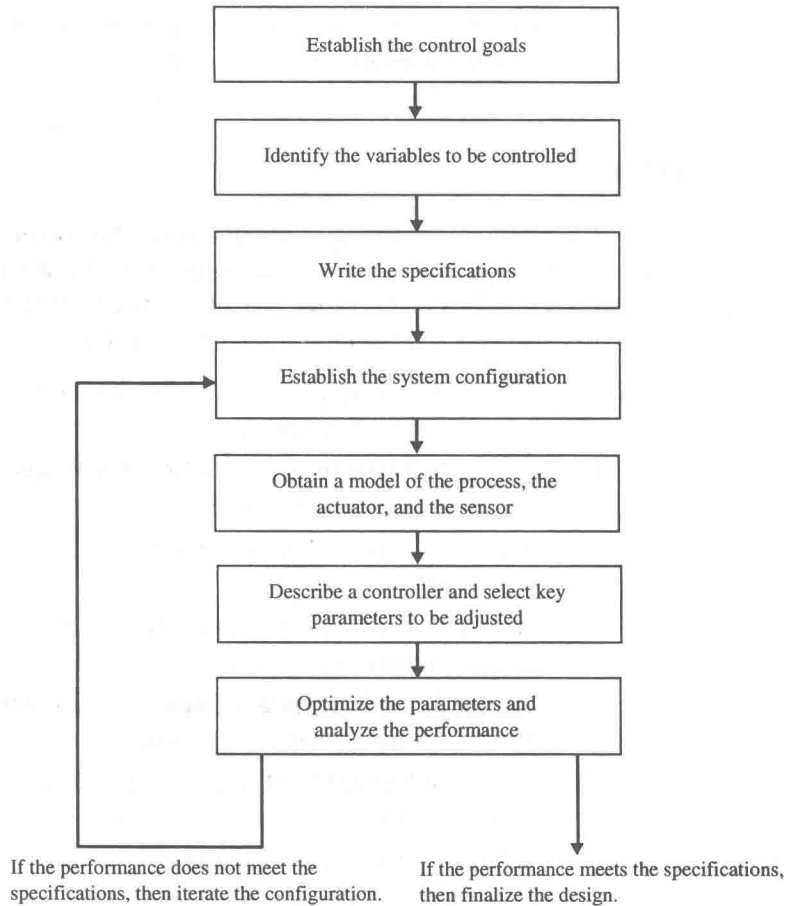 Establish the control goals
Identify the variables to be controlled
Write the specifications
Establish the system configuration
Obtain a model of the process, the
actuator, and the sensor
Describe a controller and select key
parameters to be adjusted
Optimize the parameters and
analyze the performance
If the performance does not meet the
specifications, then iterate the configuration.
If the performance meets the specifications,
then finalize the design.